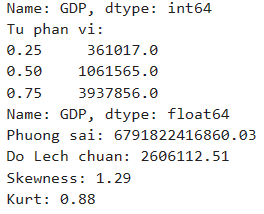 Name: GDP, dtype: int64
Tu phan vi:
0.25     361017.0
0.50    1061565.0
0.75    3937856.0
Name: GDP, dtype: float64
Phuong sai: 6791822416860.03
Do Lech chuan: 2606112.51
Skewness: 1.29
Kurt: 0.88